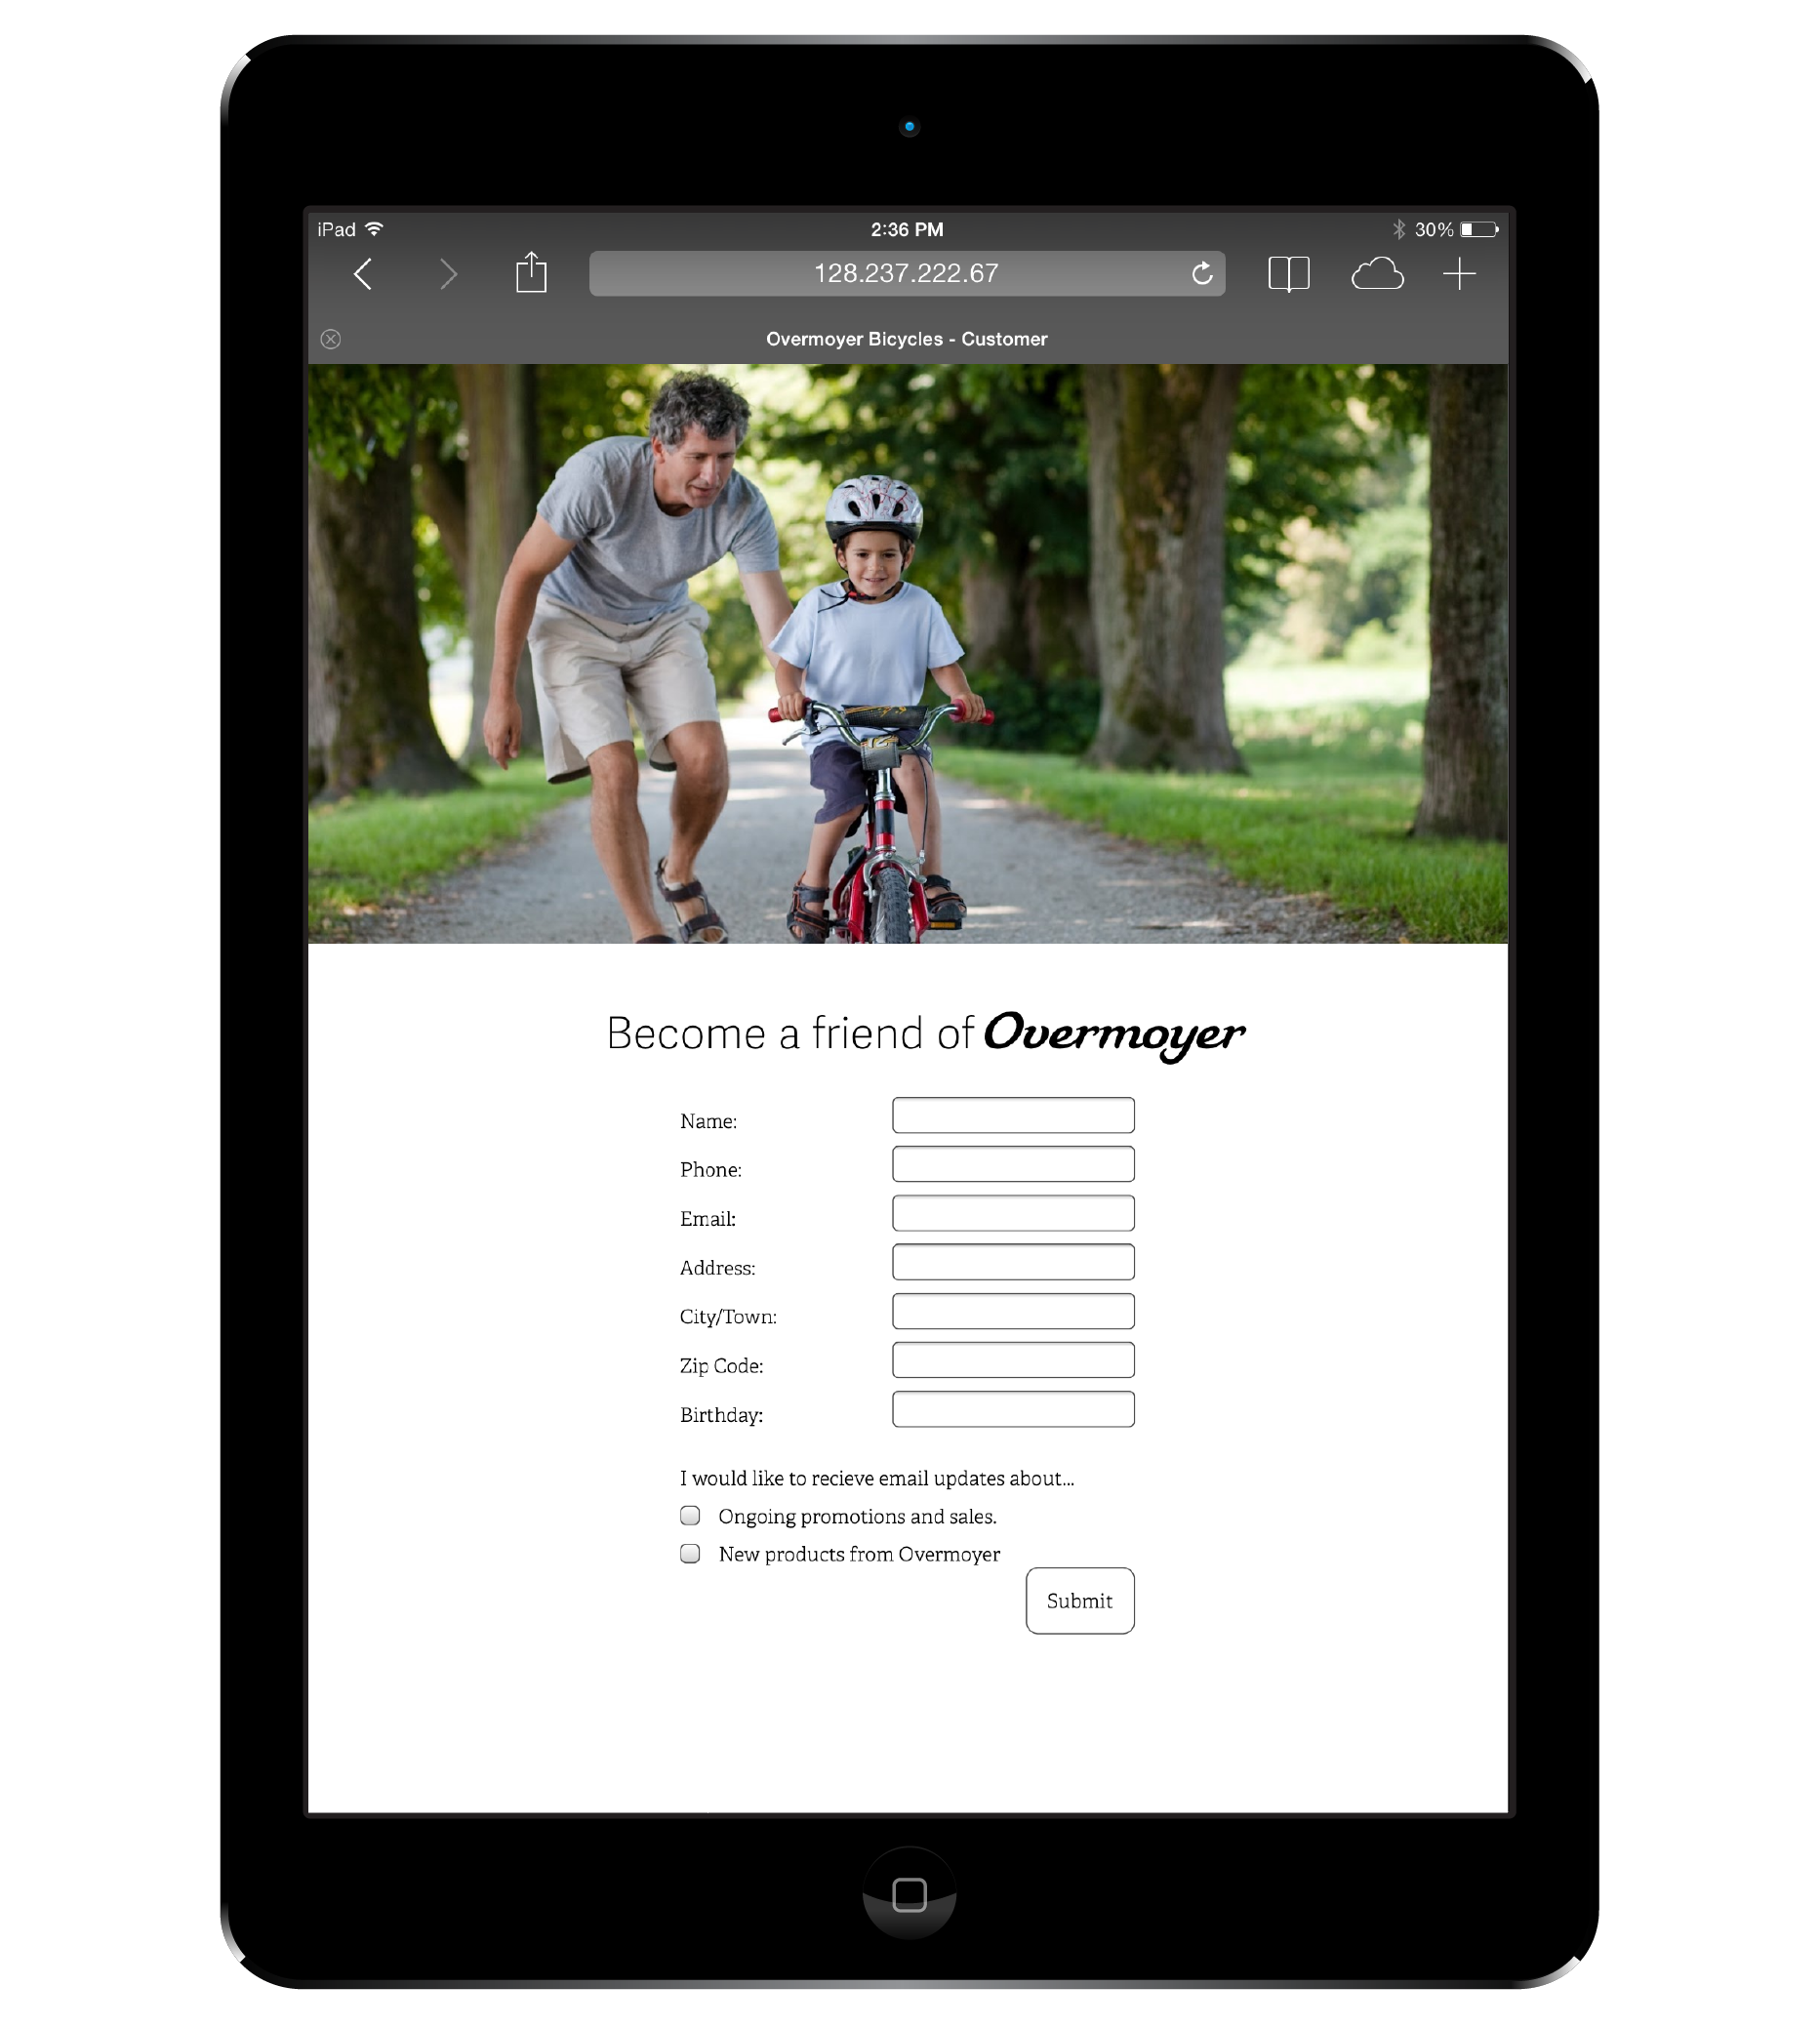 iPad 2:36 PM 30%
128.237.222.67
Overmoyer Bicycles - Customer
Become a friend of Overmoyer
Name:
Phone:
Email:
Address:
City/Town:
Zip Code:
Birthday:
I would like to recieve email updates about...
Ongoing promotions and sales.
New products from Overmoyer
Submit